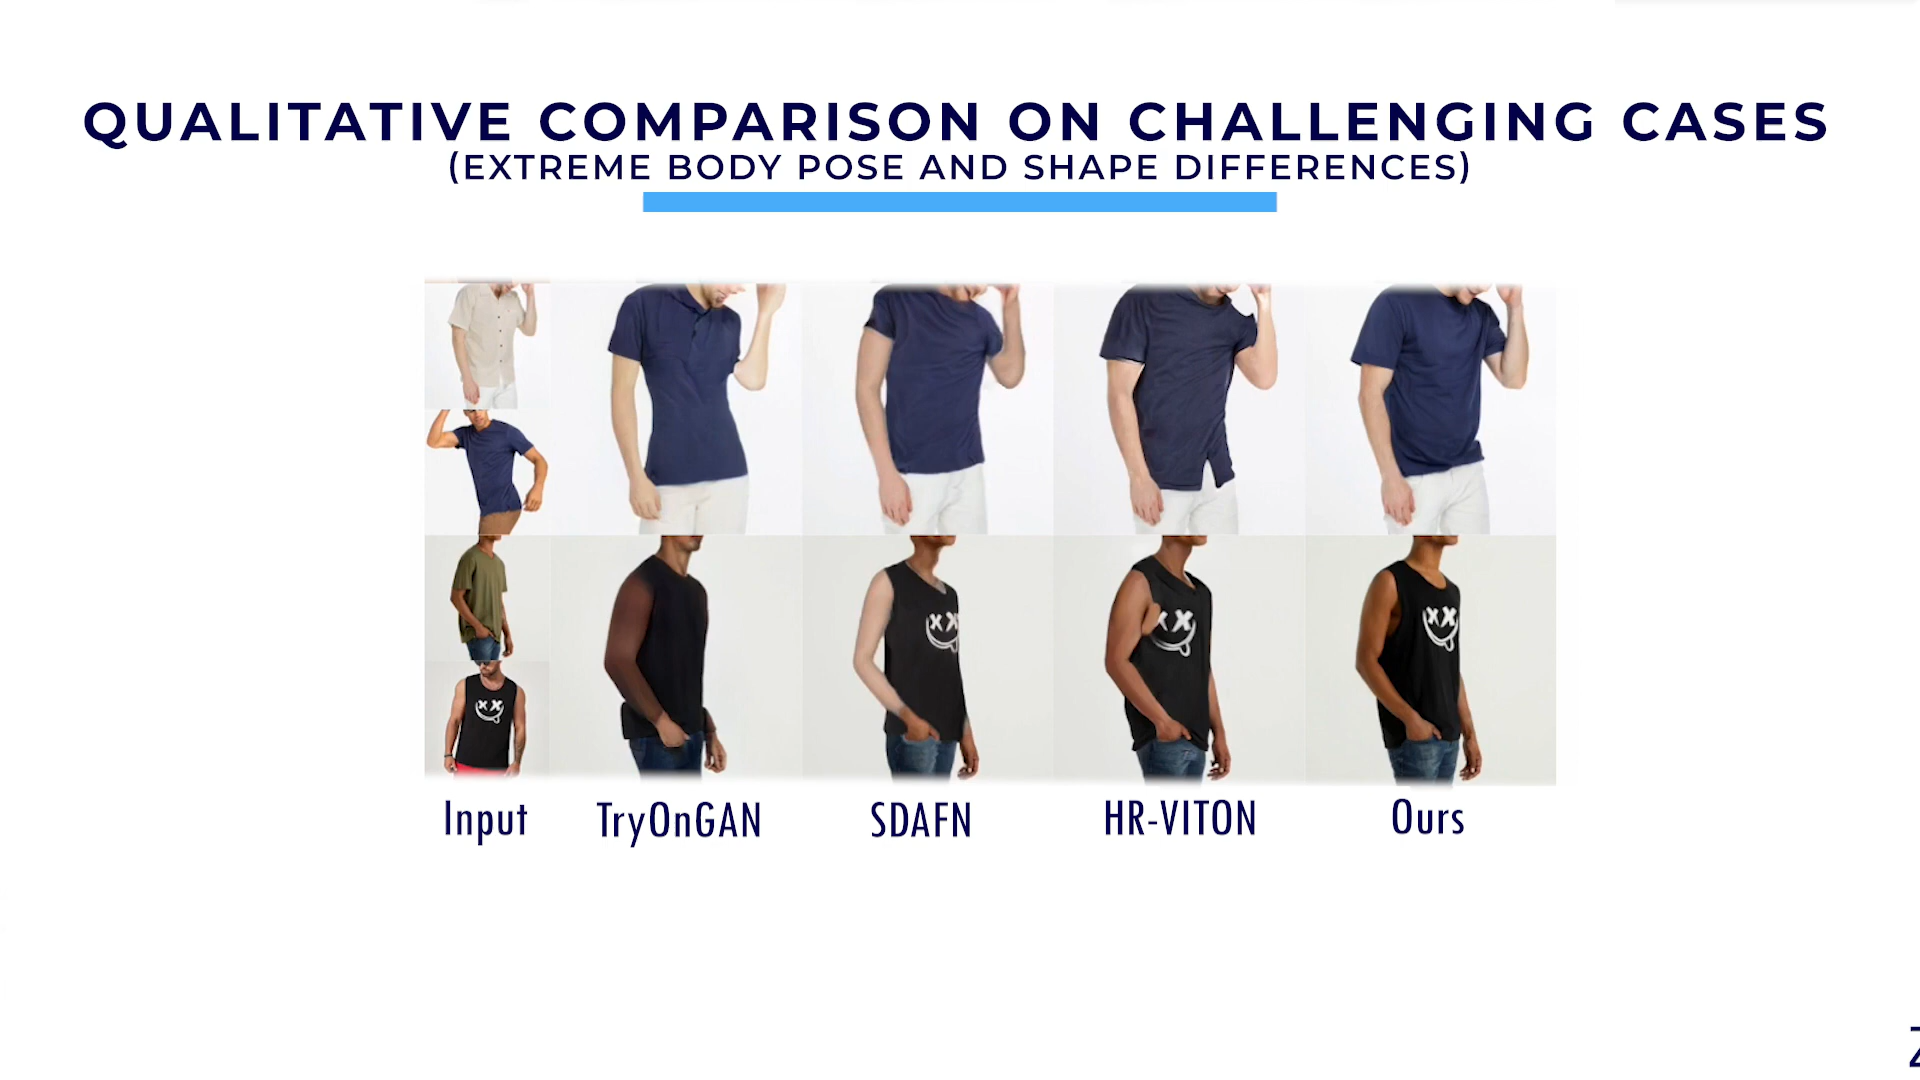 QUALITATIVE COMPARISON ON CHALLENGING CASES
(EXTREME BODY POSE AND SHAPE DIFFERENCES)
Input TryOnGAN SDAFN HR-VITON Ours